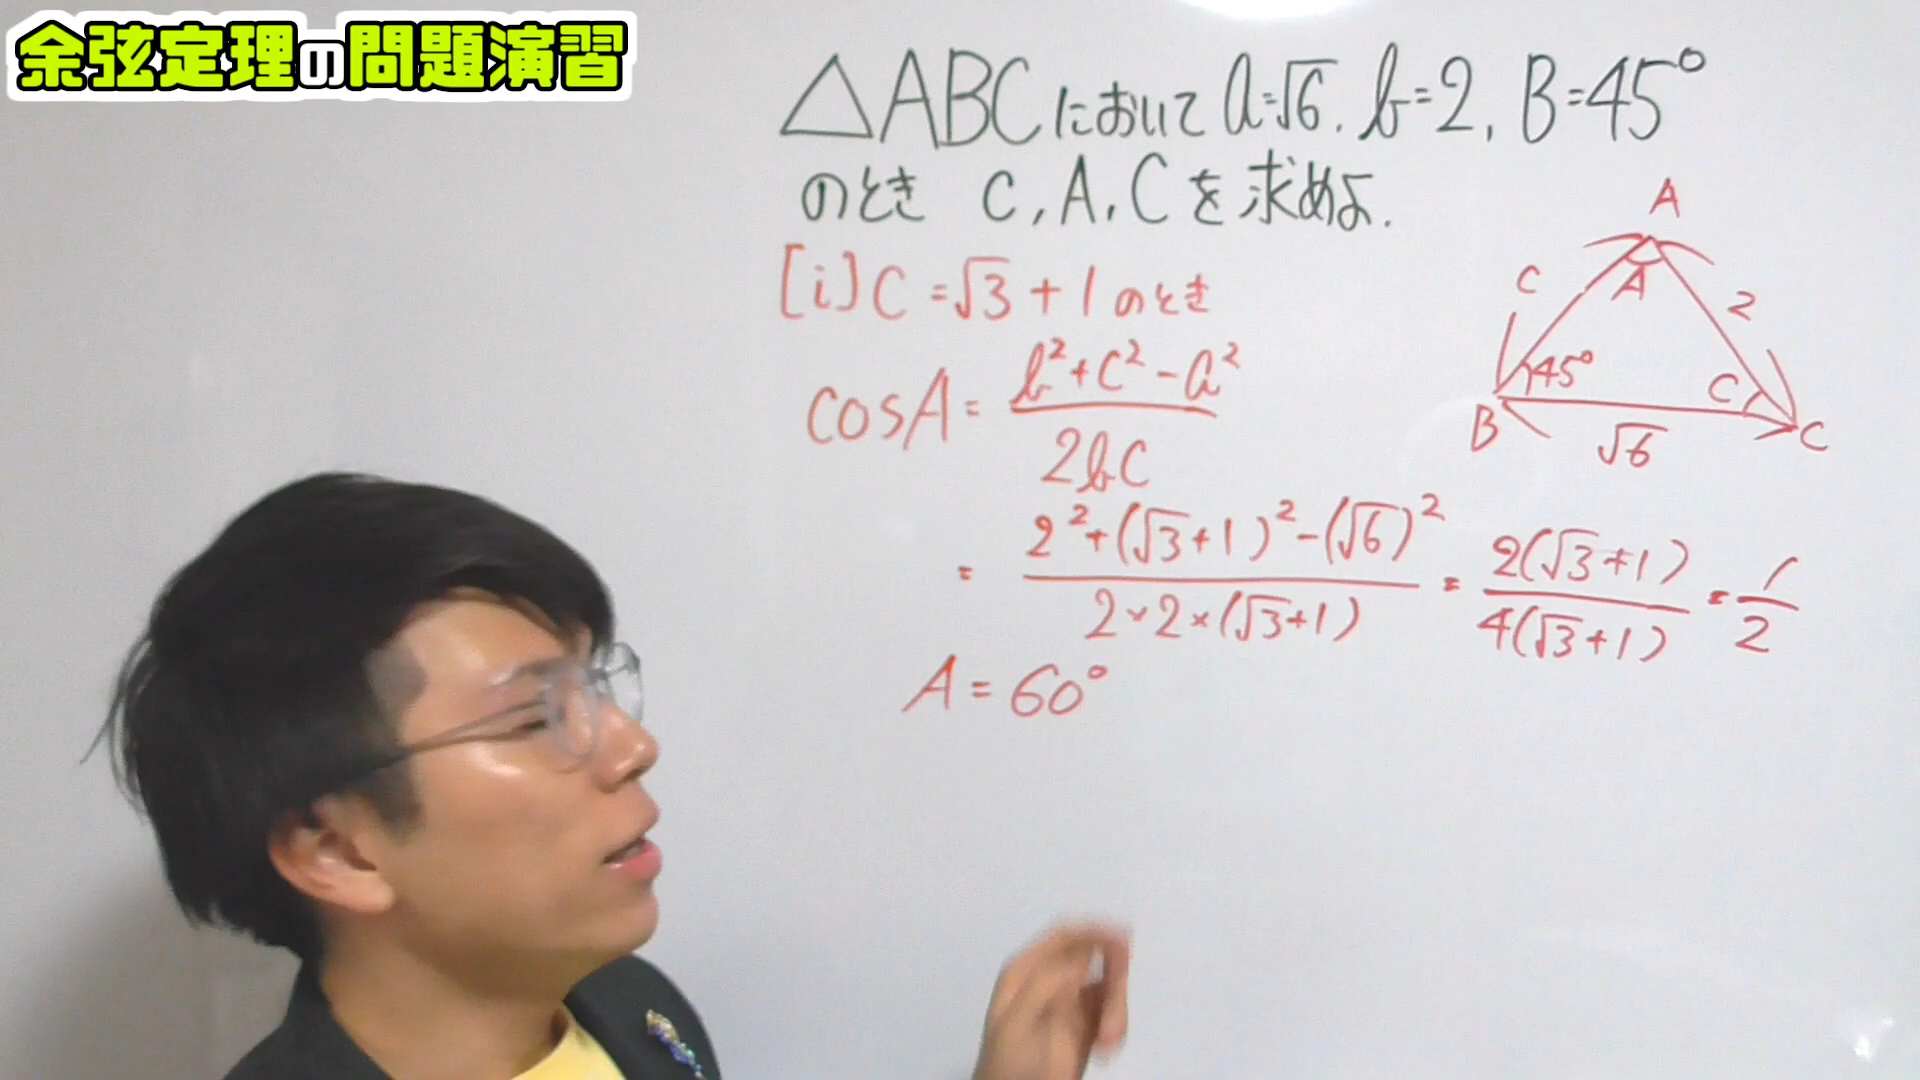 余弦定理の問題演習
△ABCにおいて a=√6, b=2, B=45°
のとき c, A, C を求めよ.
[i] C=√3+1 のとき
cosA = (b²+c²-a²)/(2bc)
= (2²+(√3+1)²-(√6)²)/(2×2×(√3+1)) = 2(√3+1)/4(√3+1) = 1/2
A=60°
A
A
c
2
45°
C
B
√6
C